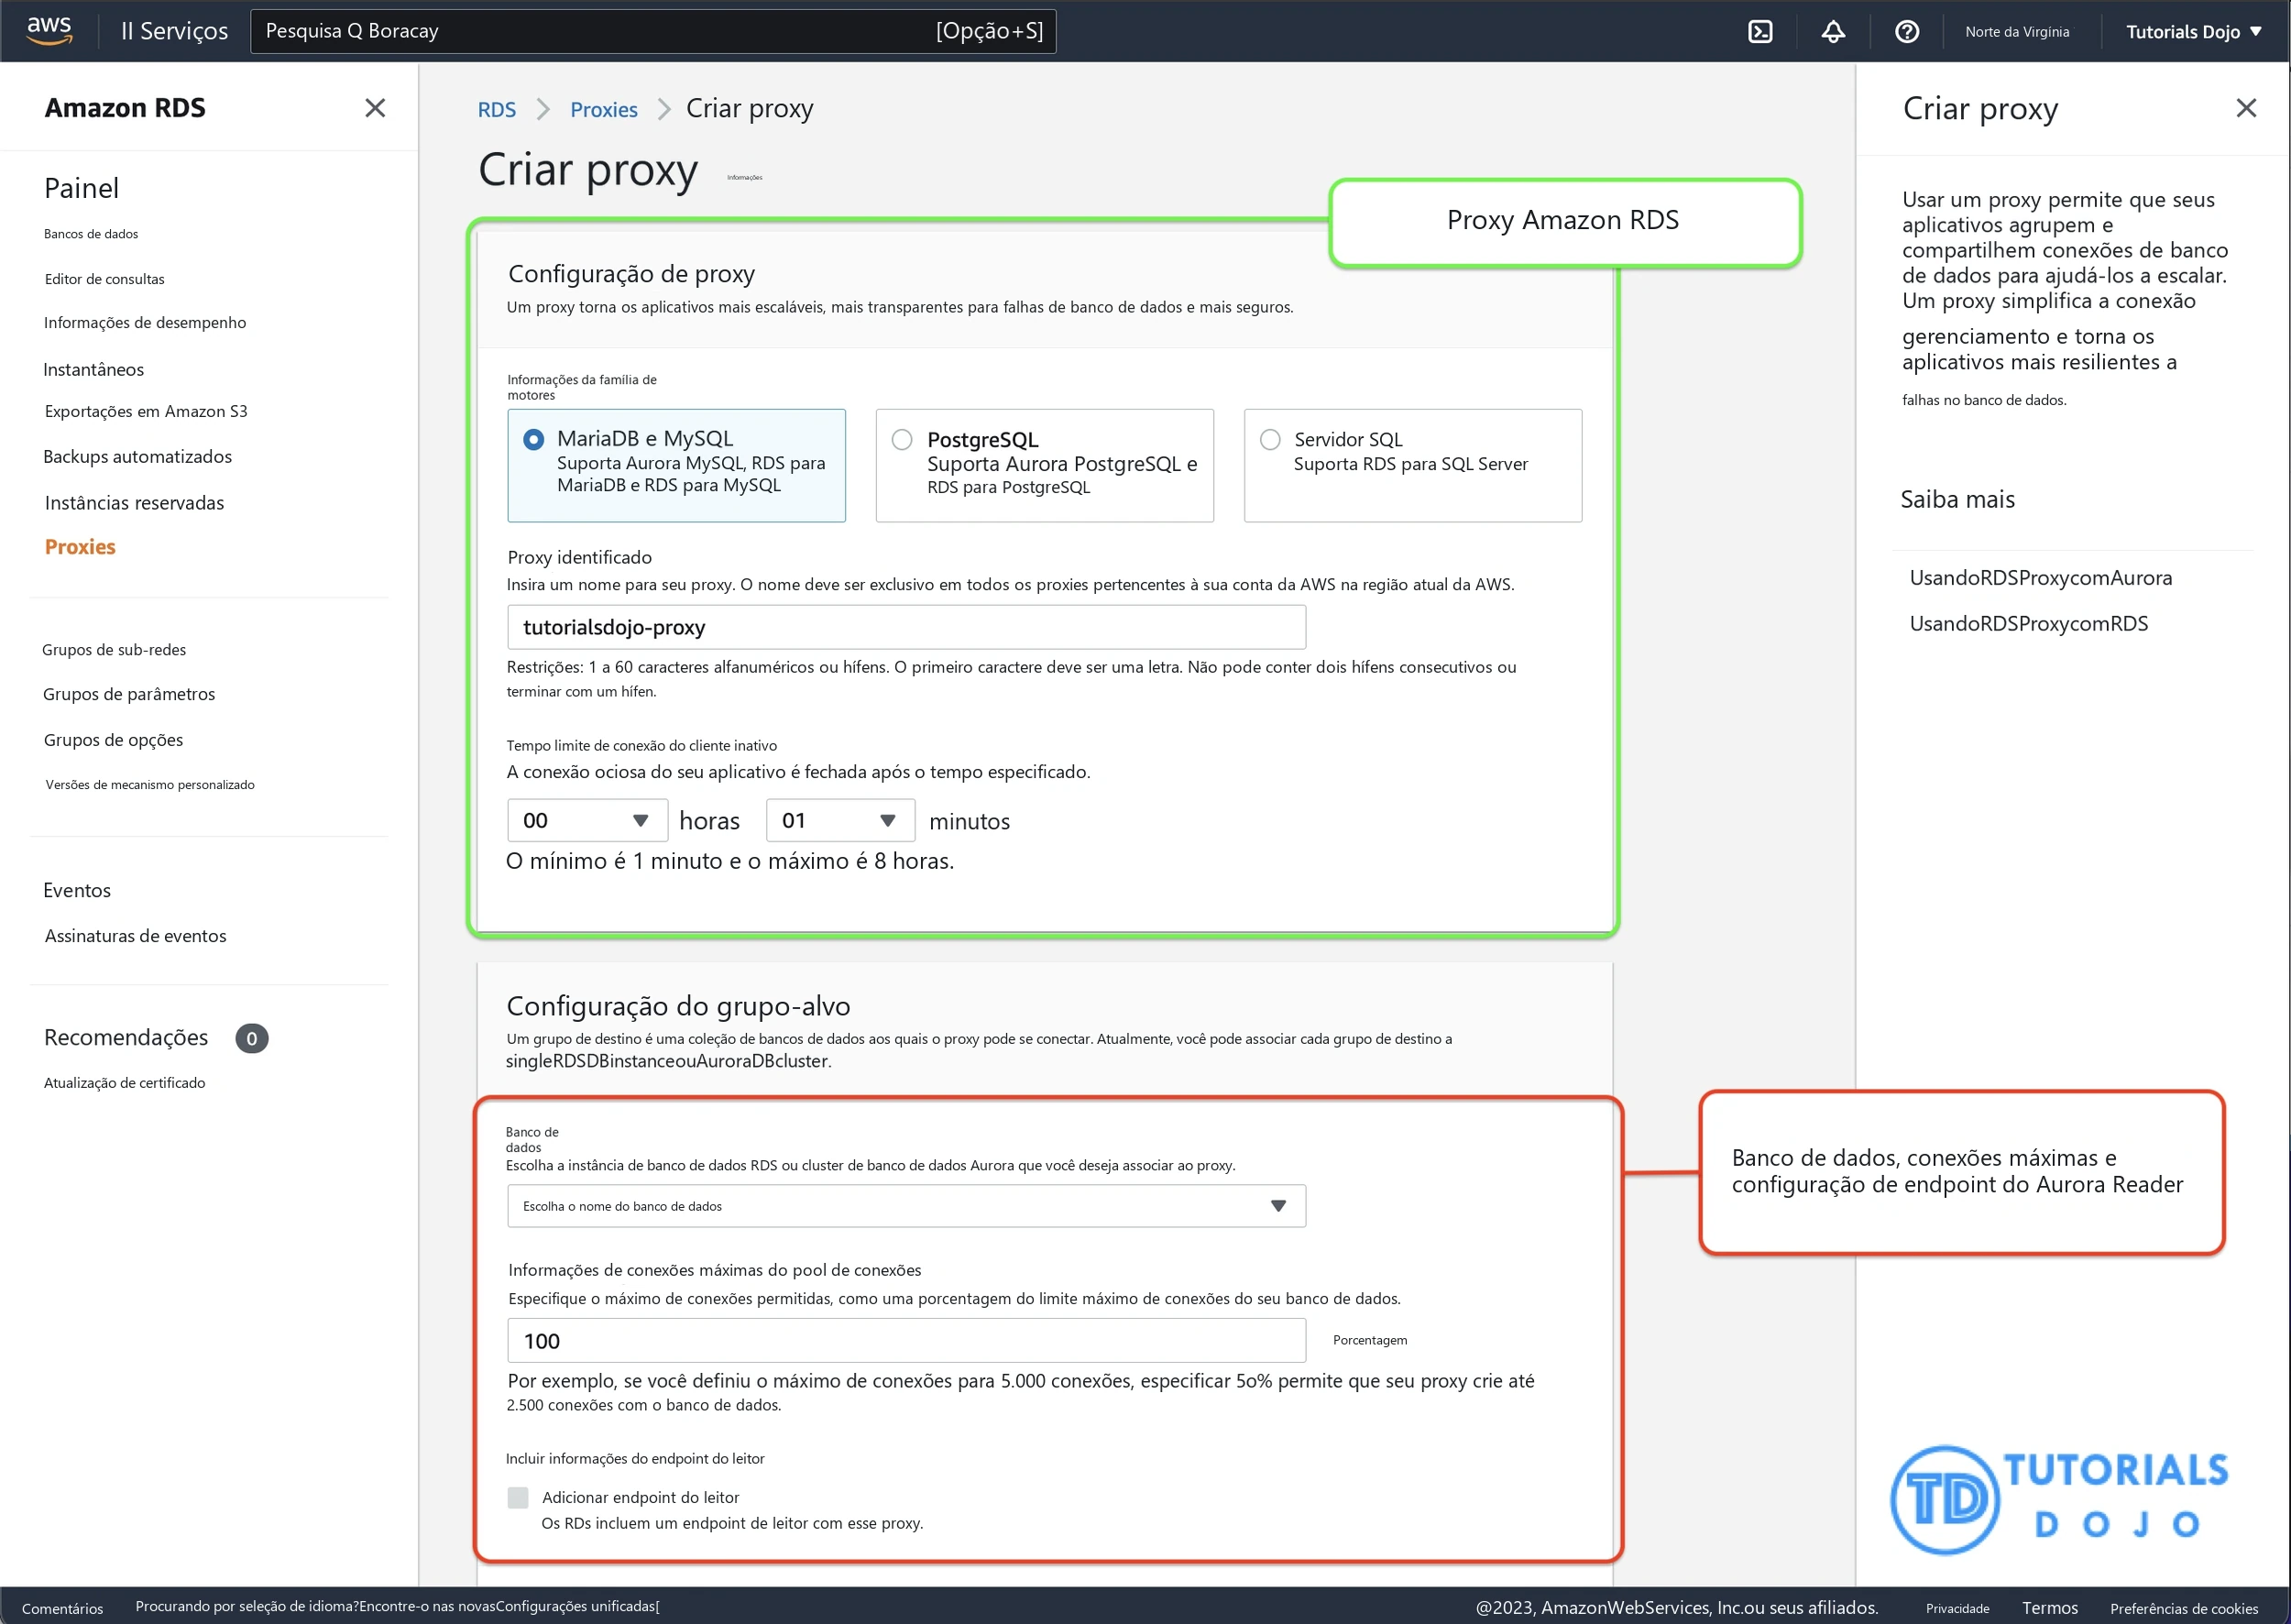 aws
II Serviços
Pesquisa Q Boracay
[Opção+S]
Norte da Virgínia
Tutorials Dojo
Amazon RDS
Painel
Bancos de dados
Editor de consultas
Informações de desempenho
Instantâneos
Exportações em Amazon S3
Backups automatizados
Instâncias reservadas
Proxies
Grupos de sub-redes
Grupos de parâmetros
Grupos de opções
Versões de mecanismo personalizado
Eventos
Assinaturas de eventos
Recomendações 0
Atualização de certificado
RDS > Proxies > Criar proxy
Criar proxy Informações
Proxy Amazon RDS
Configuração de proxy
Um proxy torna os aplicativos mais escaláveis, mais transparentes para falhas de banco de dados e mais seguros.
Informações da família de
motores
MariaDB e MySQL
Suporta Aurora MySQL, RDS para
MariaDB e RDS para MySQL
PostgreSQL
Suporta Aurora PostgreSQL e
RDS para PostgreSQL
Servidor SQL
Suporta RDS para SQL Server
Proxy identificado
Insira um nome para seu proxy. O nome deve ser exclusivo em todos os proxies pertencentes à sua conta da AWS na região atual da AWS.
tutorialsdojo-proxy
Restrições: 1 a 60 caracteres alfanuméricos ou hífens. O primeiro caractere deve ser uma letra. Não pode conter dois hífens consecutivos ou
terminar com um hífen.
Tempo limite de conexão do cliente inativo
A conexão ociosa do seu aplicativo é fechada após o tempo especificado.
00 horas 01 minutos
O mínimo é 1 minuto e o máximo é 8 horas.
Configuração do grupo-alvo
Um grupo de destino é uma coleção de bancos de dados aos quais o proxy pode se conectar. Atualmente, você pode associar cada grupo de destino a
singleRDSDBinstanceouAuroraDBcluster.
Banco de
dados
Escolha a instância de banco de dados RDS ou cluster de banco de dados Aurora que você deseja associar ao proxy.
Escolha o nome do banco de dados
Informações de conexões máximas do pool de conexões
Especifique o máximo de conexões permitidas, como uma porcentagem do limite máximo de conexões do seu banco de dados.
100
Porcentagem
Por exemplo, se você definiu o máximo de conexões para 5.000 conexões, especificar 5o% permite que seu proxy crie até
2.500 conexões com o banco de dados.
Incluir informações do endpoint do leitor
Adicionar endpoint do leitor
Os RDs incluem um endpoint de leitor com esse proxy.
Banco de dados, conexões máximas e
configuração de endpoint do Aurora Reader
Criar proxy
Usar um proxy permite que seus
aplicativos agrupem e
compartilhem conexões de banco
de dados para ajudá-los a escalar.
Um proxy simplifica a conexão
gerenciamento e torna os
aplicativos mais resilientes a
falhas no banco de dados.
Saiba mais
UsandoRDSProxycomAurora
UsandoRDSProxycomRDS
TD TUTORIALS
DOJO
Comentários
Procurando por seleção de idioma?Encontre-o nas novasConfigurações unificadas[
@2023, AmazonWebServices, Inc.ou seus afiliados.
Privacidade
Termos
Preferências de cookies